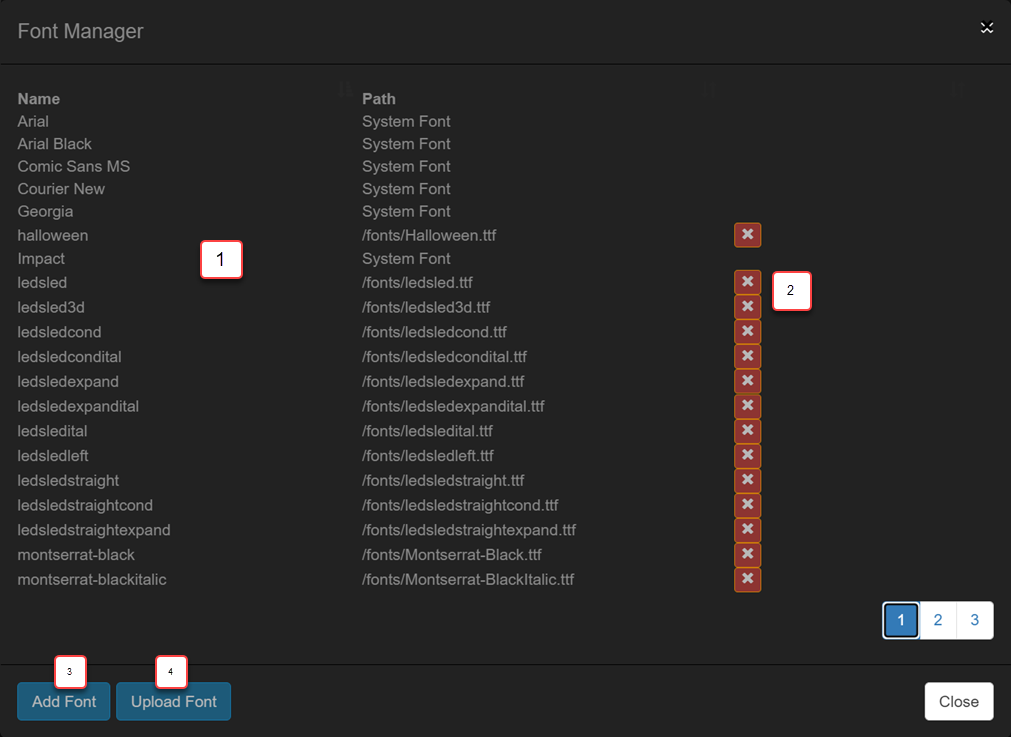 Font Manager
Name Path
Arial System Font
Arial Black System Font
Comic Sans MS System Font
Courier New System Font
Georgia System Font
halloween /fonts/Halloween.ttf
1
Impact System Font
ledsled /fonts/ledsled.ttf
2
ledsled3d /fonts/ledsled3d.ttf
ledsledcond /fonts/ledsledcond.ttf
ledsledcondital /fonts/ledsledcondital.ttf
ledsledexpand /fonts/ledsledexpand.ttf
ledsledexpandital /fonts/ledsledexpandital.ttf
ledsledital /fonts/ledsledital.ttf
ledsledleft /fonts/ledsledleft.ttf
ledsledstraight /fonts/ledsledstraight.ttf
ledsledstraightcond /fonts/ledsledstraightcond.ttf
ledsledstraightexpand /fonts/ledsledstraightexpand.ttf
montserrat-black /fonts/Montserrat-Black.ttf
montserrat-blackitalic /fonts/Montserrat-BlackItalic.ttf
1 2 3
3 4
Add Font Upload Font Close